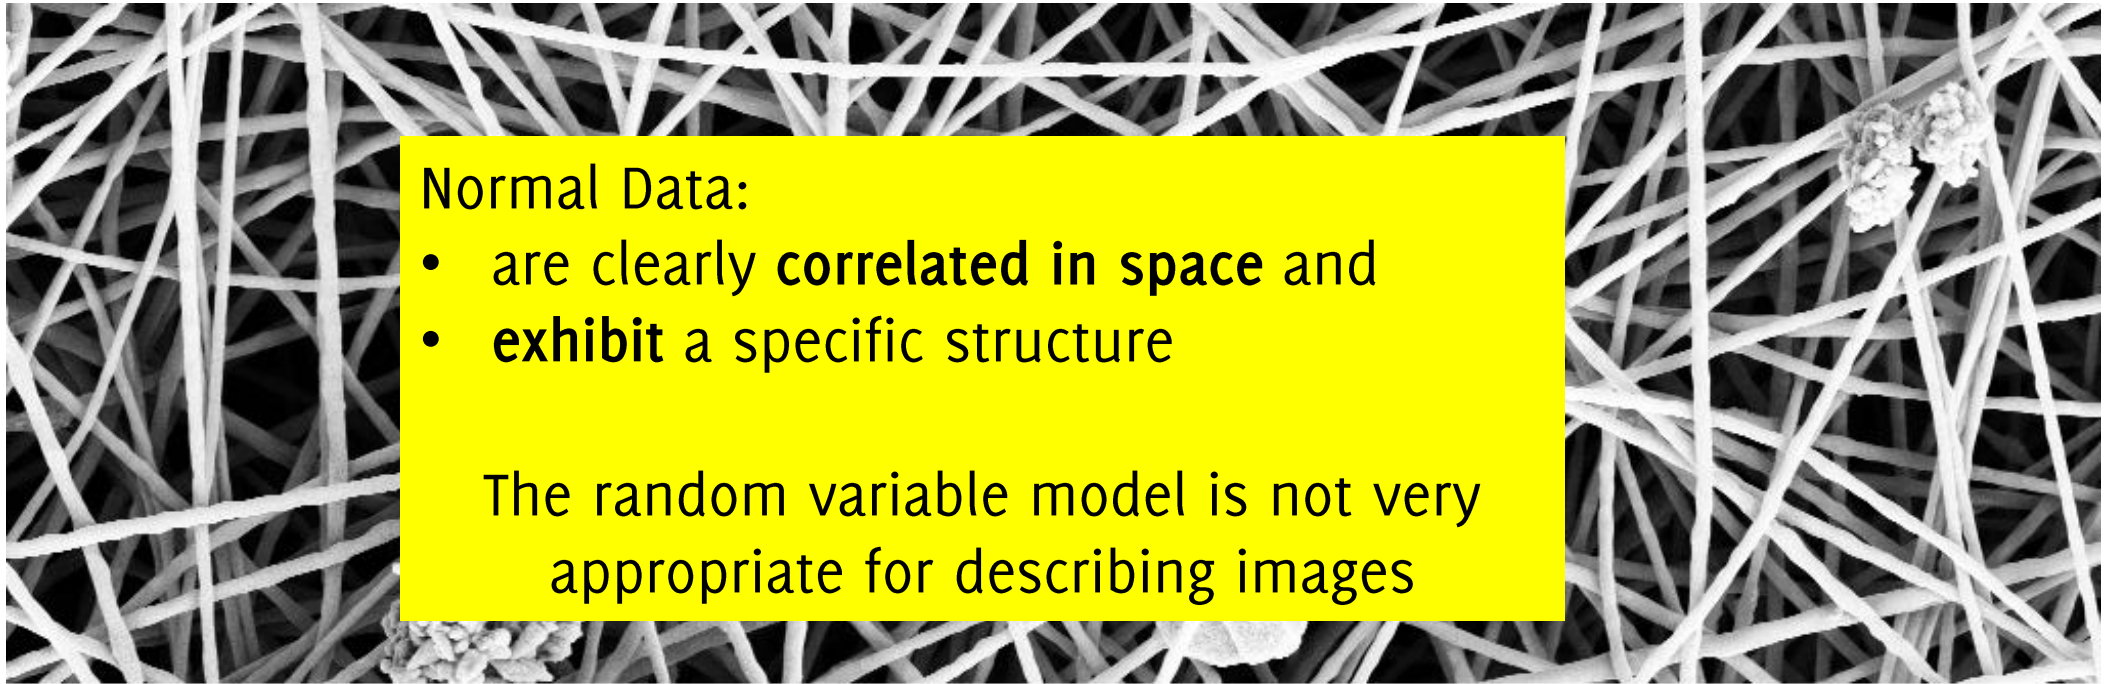 Normal Data:
• are clearly correlated in space and
• exhibit a specific structure
The random variable model is not very
appropriate for describing images